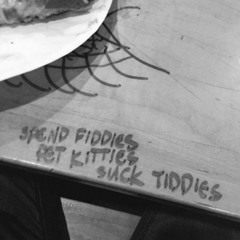 SPEND FIDDIES
PET KITTIES
SUCK TIDDIES